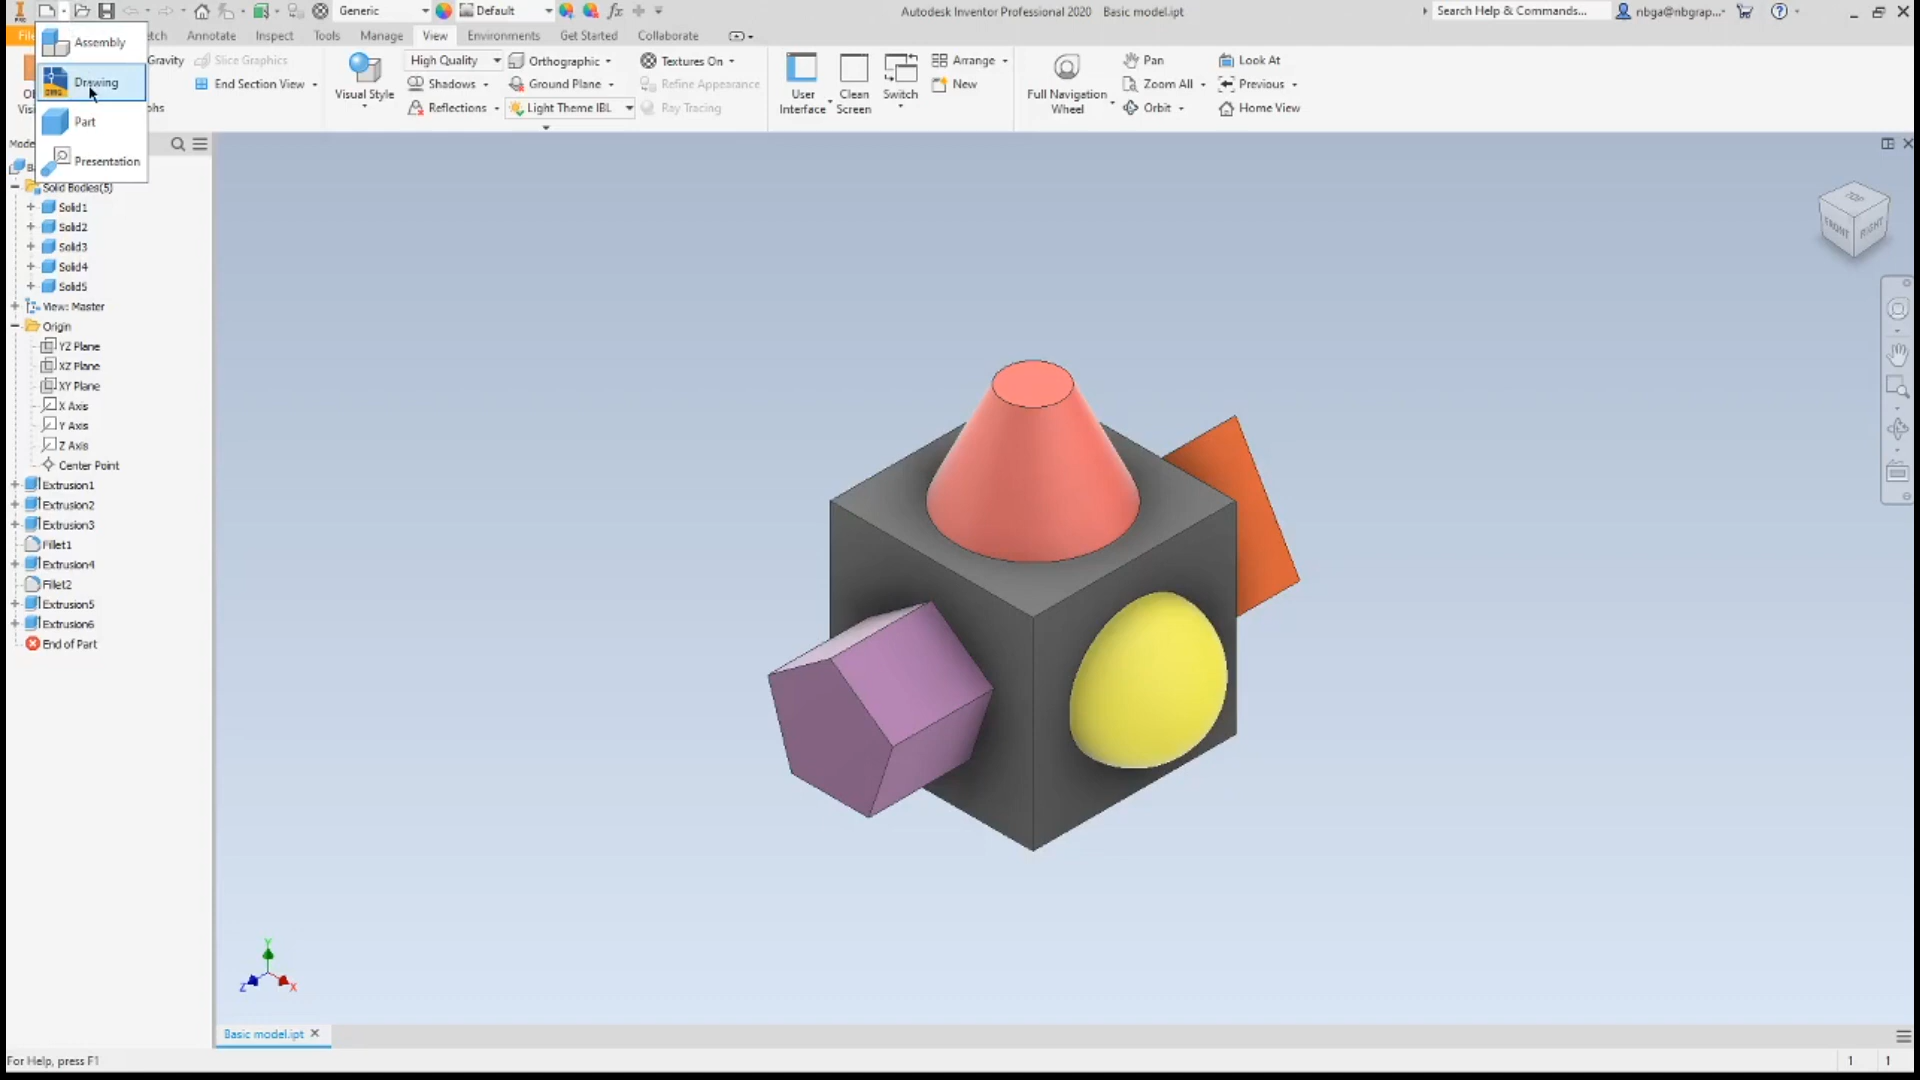 Generic
Default
Autodesk Inventor Professional 2020 Basic model.ipt
Search Help & Commands...
nbga@nbgrap...
Assembly
Drawing
Part
Presentation
Annotate
Inspect
Tools
Manage
View
Environments
Get Started
Collaborate
Gravity
Slice Graphics
End Section View
Visual Style
High Quality
Shadows
Reflections
Orthographic
Ground Plane
Light Theme IBL
Textures On
Refine Appearance
Ray Tracing
User
Interface
Clean
Screen
Switch
Arrange
New
Full Navigation
Wheel
Pan
Zoom All
Orbit
Look At
Previous
Home View
Solid Bodies(5)
Solid1
Solid2
Solid3
Solid4
Solid5
View: Master
Origin
YZ Plane
XZ Plane
XY Plane
X Axis
Y Axis
Z Axis
Center Point
Extrusion1
Extrusion2
Extrusion3
Fillet1
Extrusion4
Fillet2
Extrusion5
Extrusion6
End of Part
TOP
FRONT
RIGHT
Y
Z
X
Basic model.ipt
For Help, press F1
1 1